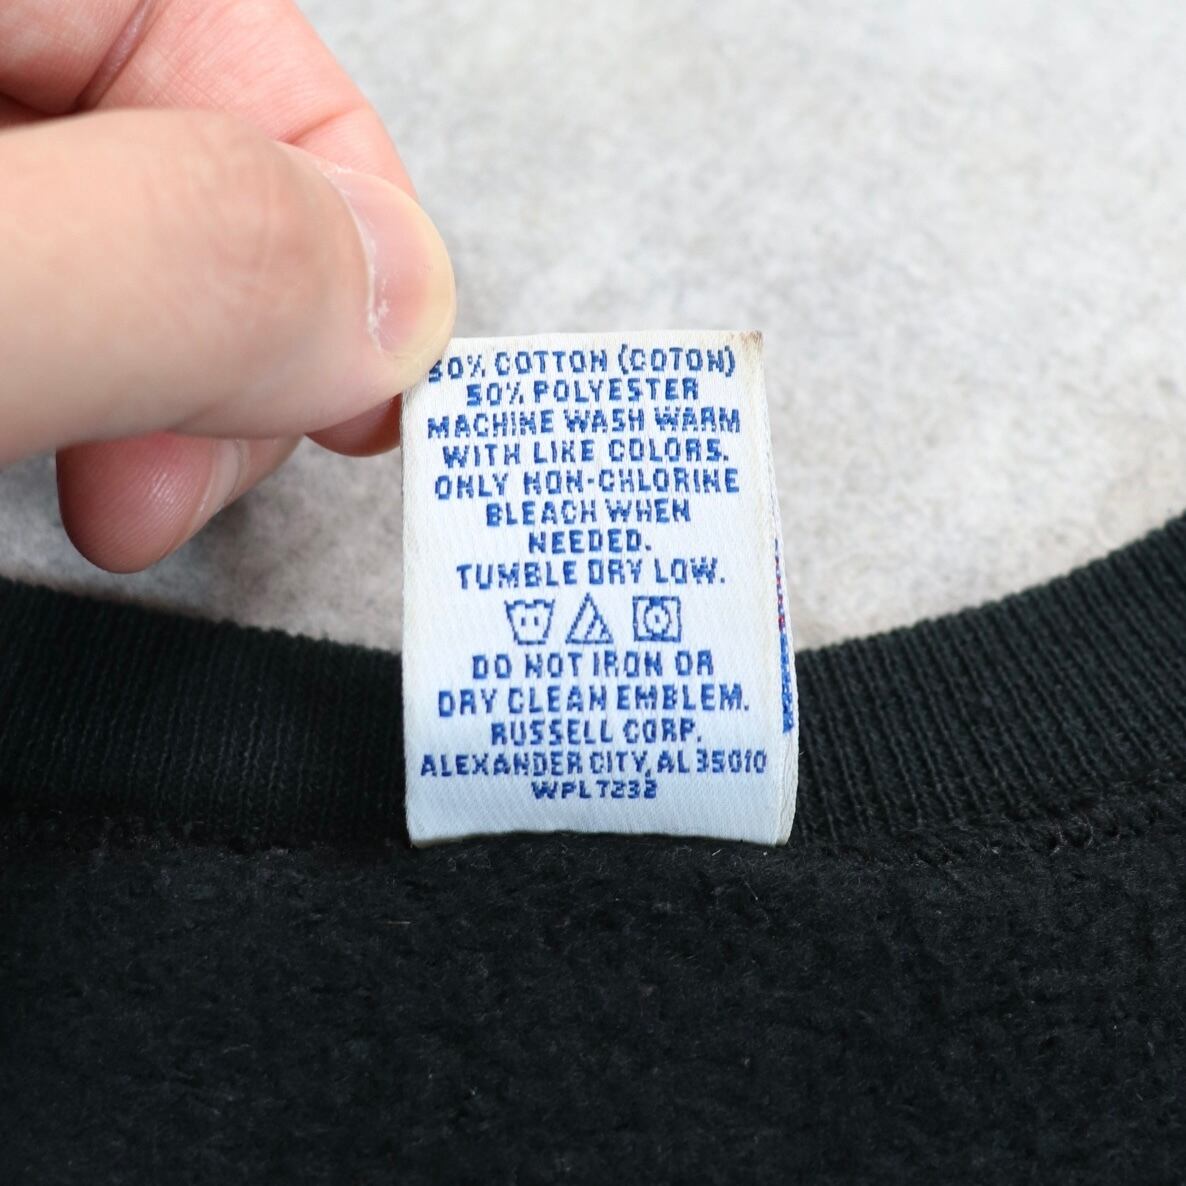 50% COTTON (COTON)
50% POLYESTER
MACHINE WASH WARM
WITH LIKE COLORS.
ONLY NON-CHLORINE
BLEACH WHEN
NEEDED.
TUMBLE DRY LOW.
DO NOT IRON OR
DRY CLEAN EMBLEM.
RUSSELL CORP.
ALEXANDER CITY, AL 35010
WPL 7232